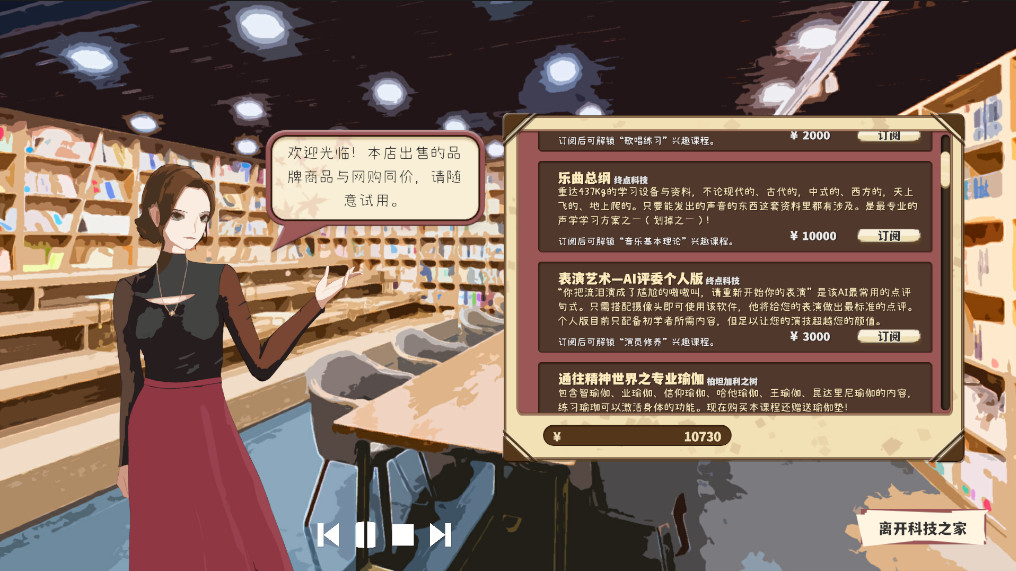 欢迎光临！本店出售的品
牌商品与网购同价，请随
意试用。
¥ 2000
订阅
订阅后可解锁“歌唱练习”兴趣课程。
乐曲总纲 终点科技
重达437Kg的学习设备与资料，不论现代的、古代的，中式的、西方的，天上
飞的、地上爬的。只要能发出的声音的东西这套资料里都有涉及。是最专业的
声学学习方案之一（划掉之一）！
订阅后可解锁“音乐基本理论”兴趣课程。
¥ 10000
订阅
表演艺术—AI评委个人版 终点科技
“你把流泪演成了尴尬的嗷嗷叫，请重新开始你的表演”是该AI最常用的点评
句式。只需搭配摄像头即可使用该软件，他将给您的表演做出最标准的点评。
个人版目前只配备初学者所需内容，但足以让您的演技超越您的颜值。
订阅后可解锁“演员修养”兴趣课程。
¥ 3000
订阅
通往精神世界之专业瑜伽 柏坦加利之树
包含智瑜伽、业瑜伽、信仰瑜伽、哈他瑜伽、王瑜伽、昆达里尼瑜伽的内容，
练习瑜珈可以激活身体的功能。现在购买本课程还赠送瑜伽垫！
¥ 10730
离开科技之家